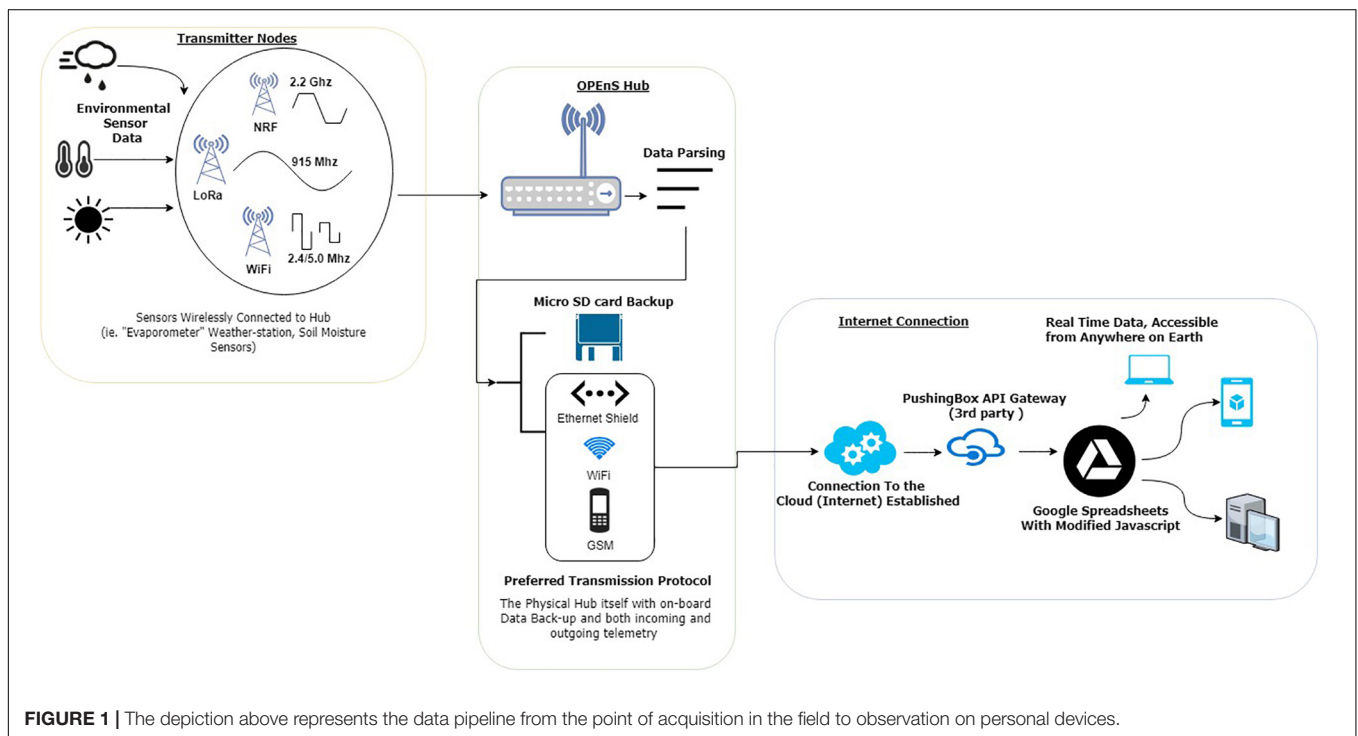 Transmitter Nodes
Environmental
Sensor
Data
2.2 Ghz
NRF
LoRa
915 Mhz
WiFi
2.4/5.0 Mhz
Sensors Wirelessly Connected to Hub
(ie. "Evaporometer" Weather-station, Soil Moisture
Sensors)
OPEnS Hub
Data Parsing
Micro SD card Backup
Ethernet Shield
WiFi
GSM
Preferred Transmission Protocol
The Physical Hub itself with on-board
Data Back-up and both incoming and
outgoing telemetry
Internet Connection
Real Time Data, Accessible
from Anywhere on Earth
PushingBox API Gateway
(3rd party )
Connection To the
Cloud (Internet) Established
Google Spreadsheets
With Modified Javascript
FIGURE 1 | The depiction above represents the data pipeline from the point of acquisition in the field to observation on personal devices.